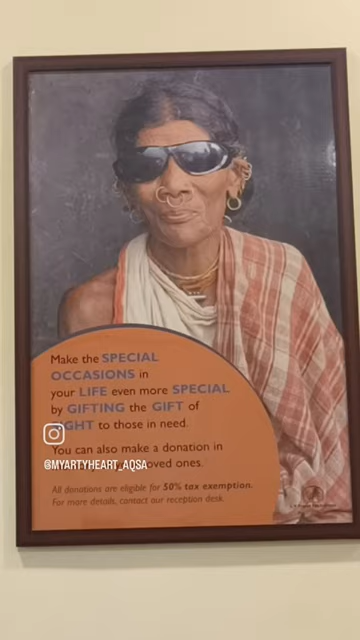 Make the SPECIAL
OCCASIONS in
your LIFE even more SPECIAL
by GIFTING the GIFT of
to those in need.
You can also make a donation in
@MYARTYHEART_AQSA
oved ones.
All donations are eligible for 50% tax exemption.
For more details, contact our reception desk.